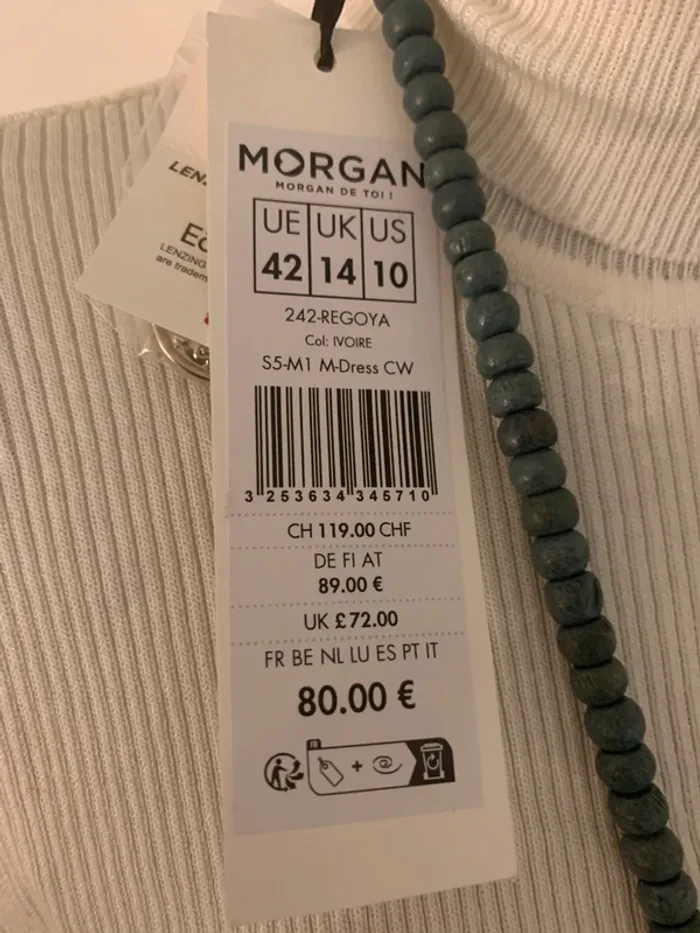 MORGAN
MORGAN DE TOI !
UE UK US
42 14 10
242-REGOYA
Col: IVOIRE
S5-M1 M-Dress CW
3 253634 345710
CH 119.00 CHF
DE FI AT
89.00 €
UK £72.00
FR BE NL LU ES PT IT
80.00 €
FR
+
LENZING
are